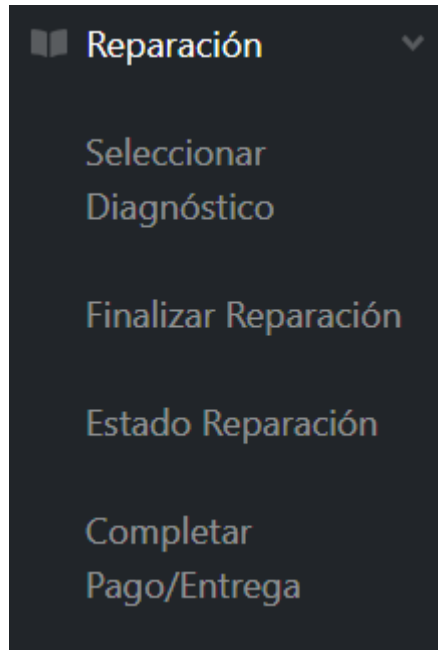 Reparación
Seleccionar
Diagnóstico
Finalizar Reparación
Estado Reparación
Completar
Pago/Entrega